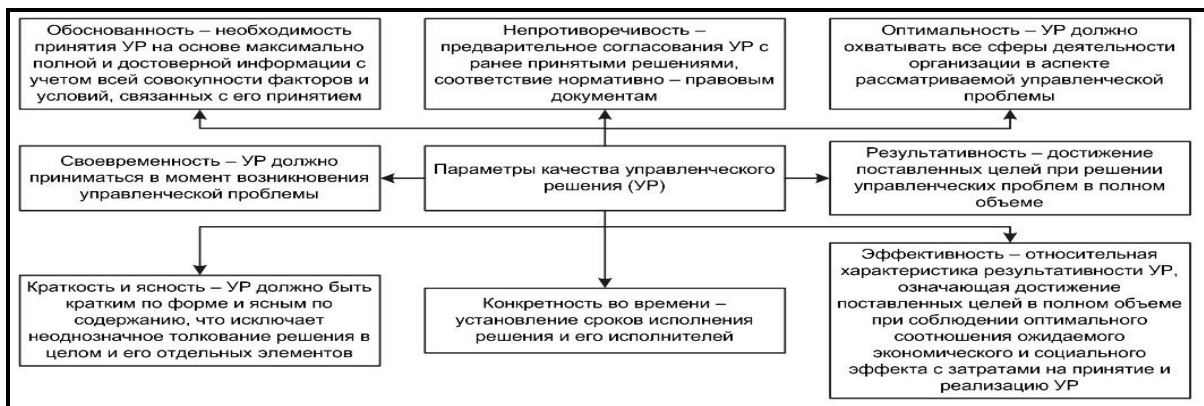 Обоснованность – необходимость
принятия УР на основе максимально
полной и достоверной информации с
учетом всей совокупности факторов и
условий, связанных с его принятием
Непротиворечивость –
предварительное согласования УР с
ранее принятыми решениями,
соответствие нормативно – правовым
документам
Оптимальность – УР должно
охватывать все сферы деятельности
организации в аспекте
рассматриваемой управленческой
проблемы
Своевременность – УР должно
приниматься в момент возникновения
управленческой проблемы
Параметры качества управленческого
решения (УР)
Результативность – достижение
поставленных целей при решении
управленческих проблем в полном
объеме
Краткость и ясность – УР должно быть
кратким по форме и ясным по
содержанию, что исключает
неоднозначное толкование решения в
целом и его отдельных элементов
Конкретность во времени –
установление сроков исполнения
решения и его исполнителей
Эффективность – относительная
характеристика результативности УР,
означающая достижение
поставленных целей в полном объеме
при соблюдении оптимального
соотношения ожидаемого
экономического и социального
эффекта с затратами на принятие и
реализацию УР